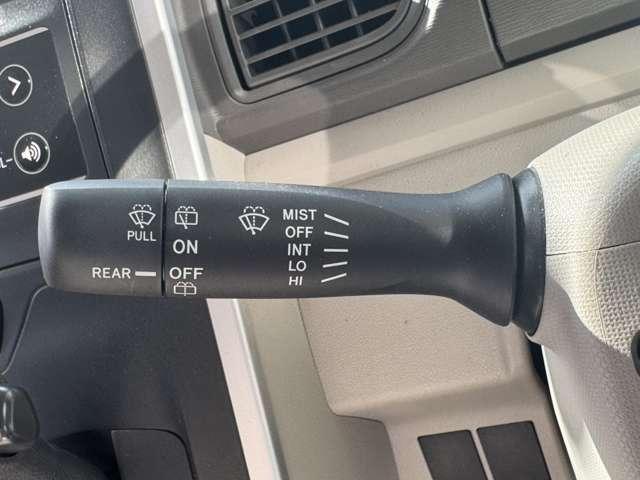 PULL
REAR
ON
OFF
MIST
OFF
INT
LO
HI